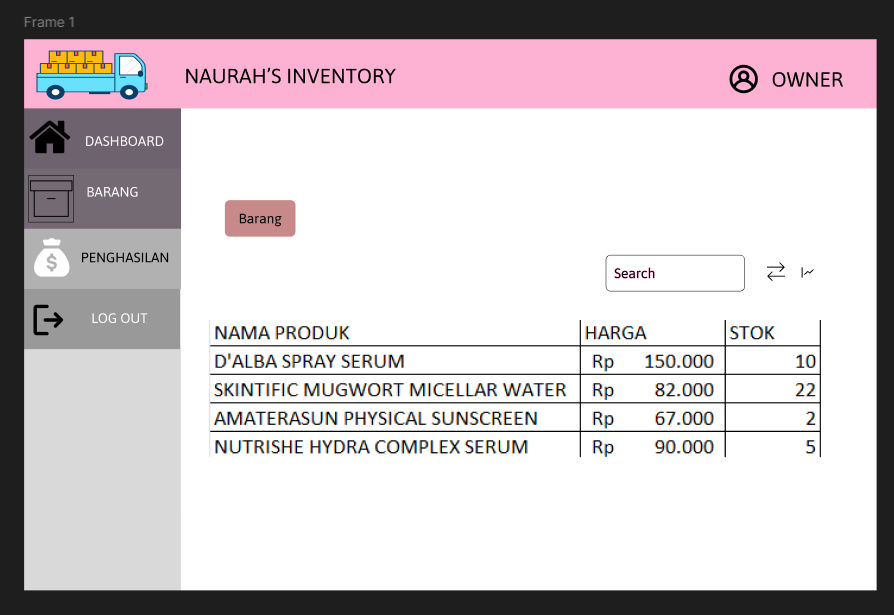 Frame 1
NAURAH'S INVENTORY
OWNER
DASHBOARD
BARANG
PENGHASILAN
LOG OUT
Barang
Search
NAMA PRODUK HARGA STOK
D'ALBA SPRAY SERUM Rp 150.000 10
SKINTIFIC MUGWORT MICELLAR WATER Rp 82.000 22
AMATERASUN PHYSICAL SUNSCREEN Rp 67.000 2
NUTRISHE HYDRA COMPLEX SERUM Rp 90.000 5